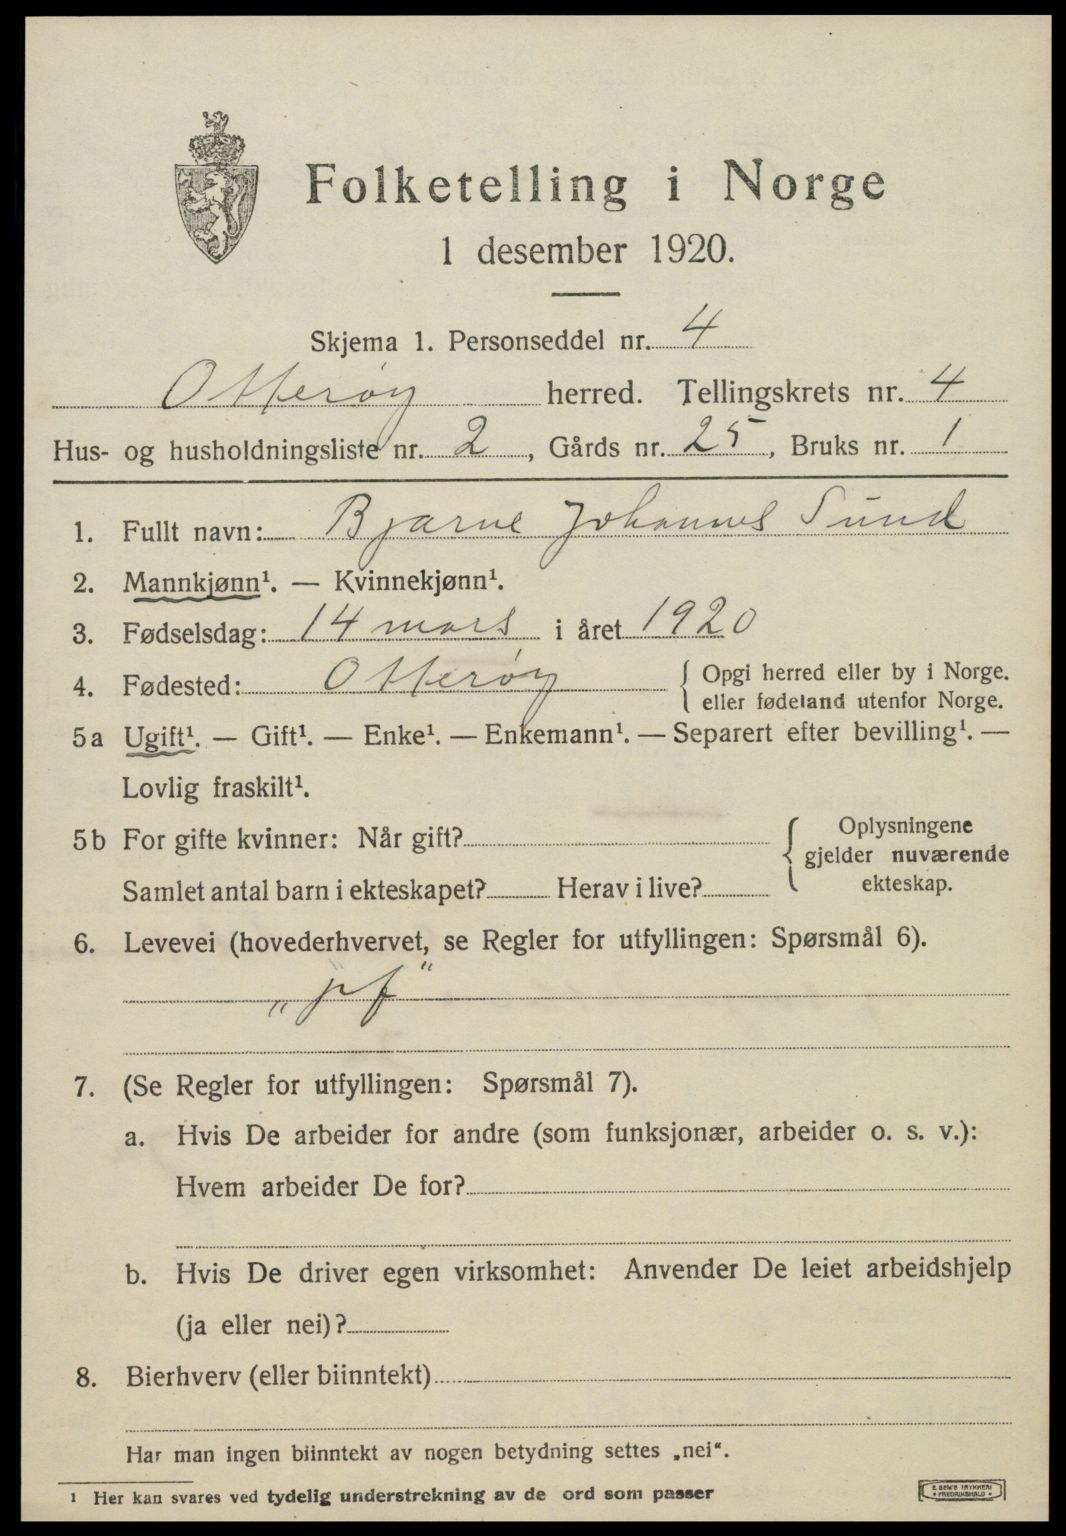 Folketelling i Norge
1 desember 1920.
Skjema 1. Personseddel nr. 4
Otterøy herred. Tellingskrets nr. 4
Hus- og husholdningsliste nr. 2, Gårds nr. 25, Bruks nr. 1
1. Fullt navn: Bjarne Johannes Sund
2. Mannkjønn¹. — Kvinnekjønn¹.
3. Fødselsdag: 14 mars i året 1920
4. Fødested: Otterøy { Opgi herred eller by i Norge.
eller fødeland utenfor Norge.
5a Ugift¹. — Gift¹. — Enke¹. — Enkemann¹. — Separert efter bevilling¹. —
Lovlig fraskilt¹.
5b For gifte kvinner: Når gift? { Oplysningene
gjelder nuværende
Samlet antal barn i ekteskapet? Herav i live? ekteskap.
6. Levevei (hovederhvervet, se Regler for utfyllingen: Spørsmål 6).
„pf“
7. (Se Regler for utfyllingen: Spørsmål 7).
a. Hvis De arbeider for andre (som funksjonær, arbeider o. s. v.):
Hvem arbeider De for?
b. Hvis De driver egen virksomhet: Anvender De leiet arbeidshjelp
(ja eller nei)?
8. Bierhverv (eller biinntekt)
Har man ingen biinntekt av nogen betydning settes „nei“.
¹ Her kan svares ved tydelig understrekning av de ord som passer
E. SEM'S TRYKKERI
• FREDRIKSHALD •